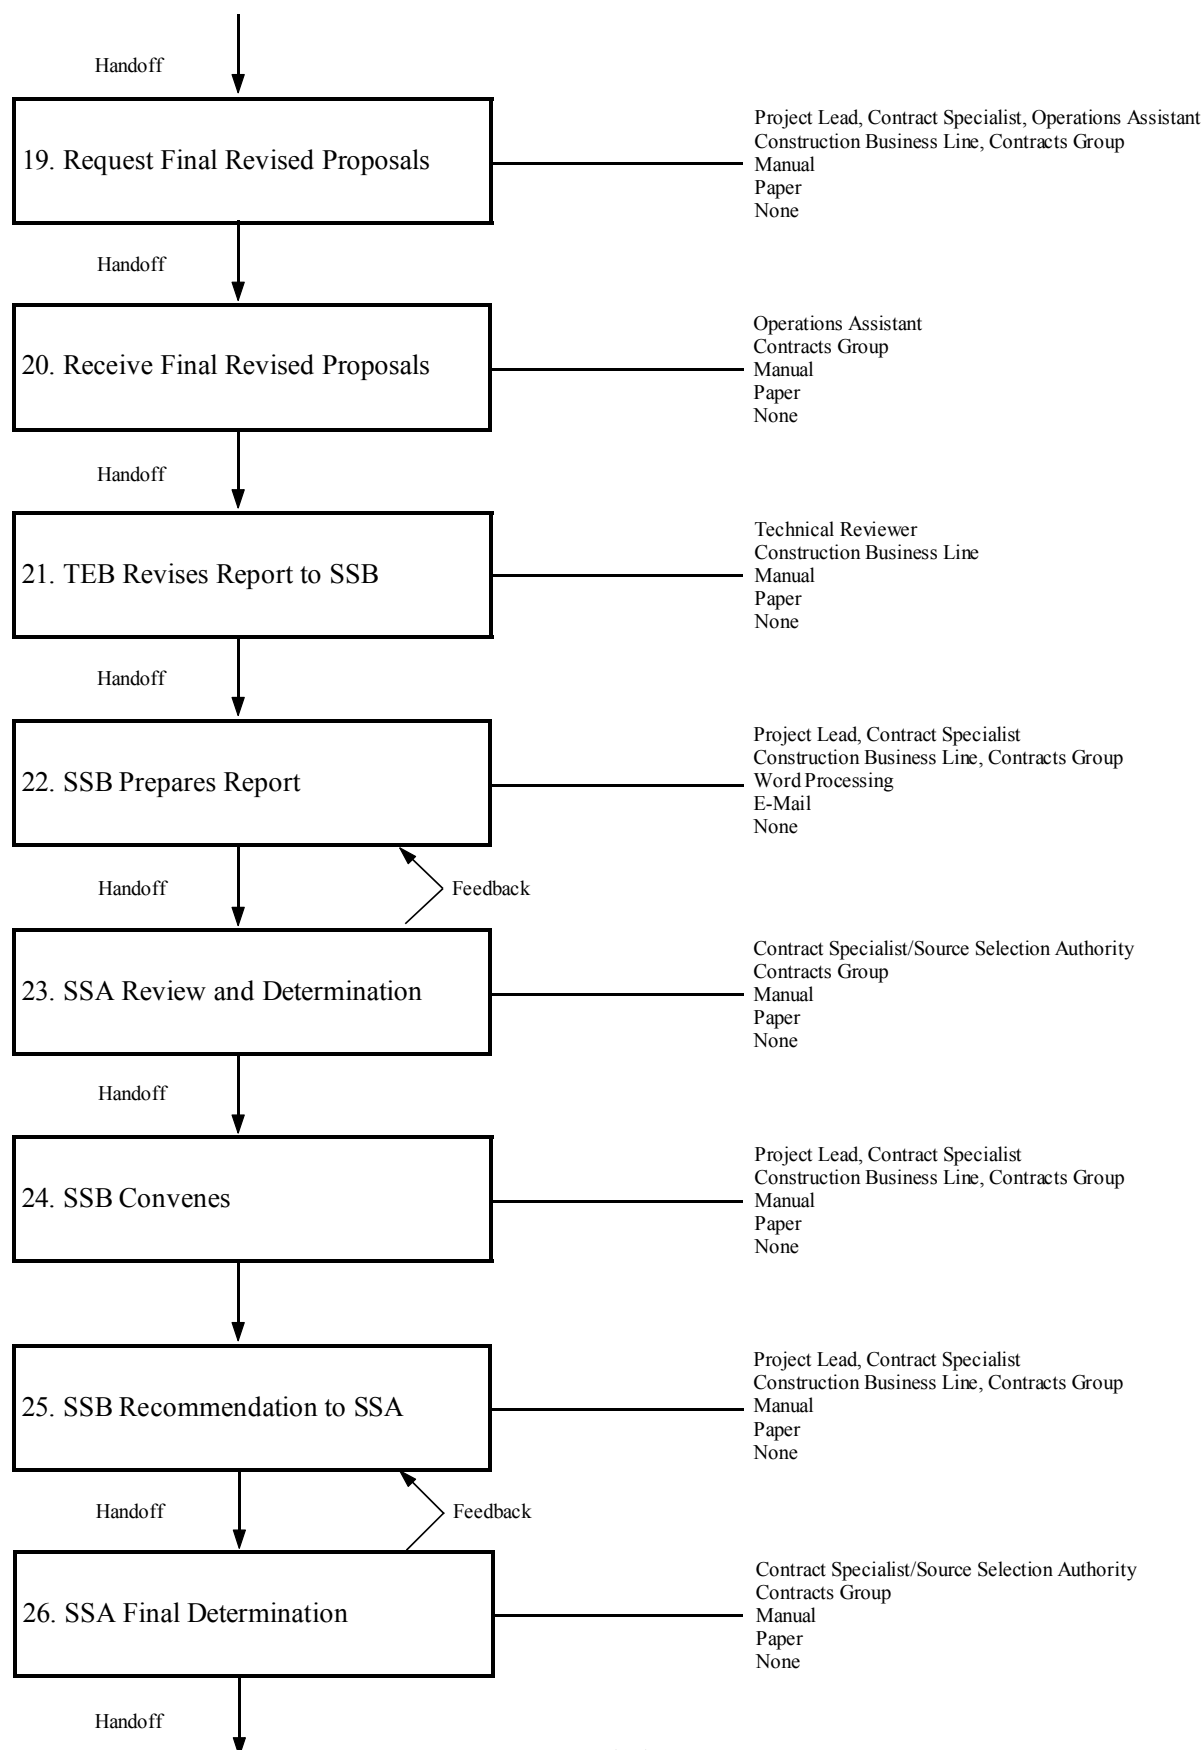 Handoff
19. Request Final Revised Proposals
Project Lead, Contract Specialist, Operations Assistant
Construction Business Line, Contracts Group
Manual
Paper
None
Handoff
20. Receive Final Revised Proposals
Operations Assistant
Contracts Group
Manual
Paper
None
Handoff
21. TEB Revises Report to SSB
Technical Reviewer
Construction Business Line
Manual
Paper
None
Handoff
22. SSB Prepares Report
Project Lead, Contract Specialist
Construction Business Line, Contracts Group
Word Processing
E-Mail
None
Handoff
Feedback
23. SSA Review and Determination
Contract Specialist/Source Selection Authority
Contracts Group
Manual
Paper
None
Handoff
24. SSB Convenes
Project Lead, Contract Specialist
Construction Business Line, Contracts Group
Manual
Paper
None
25. SSB Recommendation to SSA
Project Lead, Contract Specialist
Construction Business Line, Contracts Group
Manual
Paper
None
Handoff
Feedback
26. SSA Final Determination
Contract Specialist/Source Selection Authority
Contracts Group
Manual
Paper
None
Handoff